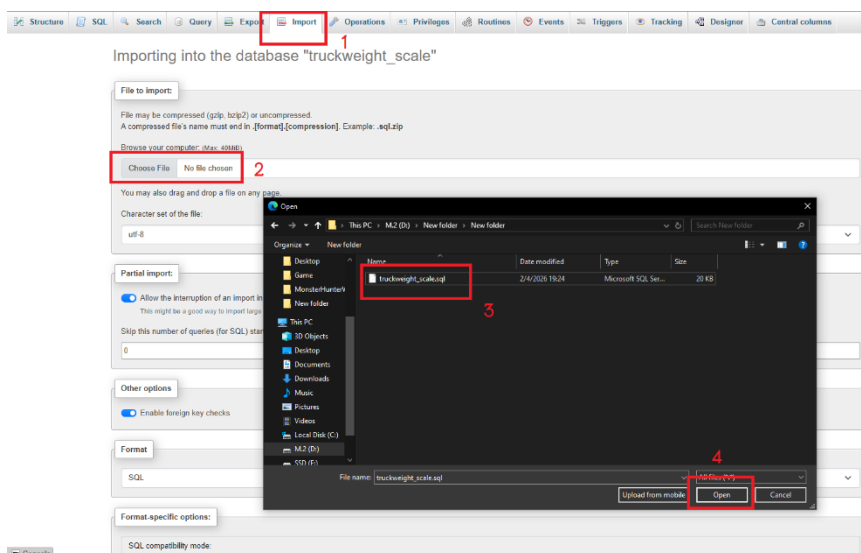 Structure SQL Search Query Export Import Operations Privileges Routines Events Triggers Tracking Designer Central columns
1
Importing into the database "truckweight_scale"
File to import:
File may be compressed (gzip, bzip2) or uncompressed.
A compressed file's name must end in .[format].[compression]. Example: .sql.zip
Browse your computer: (Max: 40MiB)
Choose File No file chosen
2
You may also drag and drop a file on any page.
Character set of the file:
utf-8
Open
This PC › M.2 (D:) › New folder › New folder
Search New folder
Organize New folder
Name Date modified Type Size
truckweight_scale.sql 2/4/2026 19:24 Microsoft SQL Ser... 20 KB
3
Desktop
Game
MonsterHunter
New folder
This PC
3D Objects
Desktop
Documents
Downloads
Music
Pictures
Videos
Local Disk (C:)
M.2 (D:)
SSD (E:)
Partial import:
Allow the interruption of an import in
This might be a good way to import large
Skip this number of queries (for SQL) star
0
Other options
Enable foreign key checks
Format
SQL
4
File name: truckweight_scale.sql
All files (*.*)
Upload from mobile Open Cancel
Format-specific options:
SQL compatibility mode:
Console